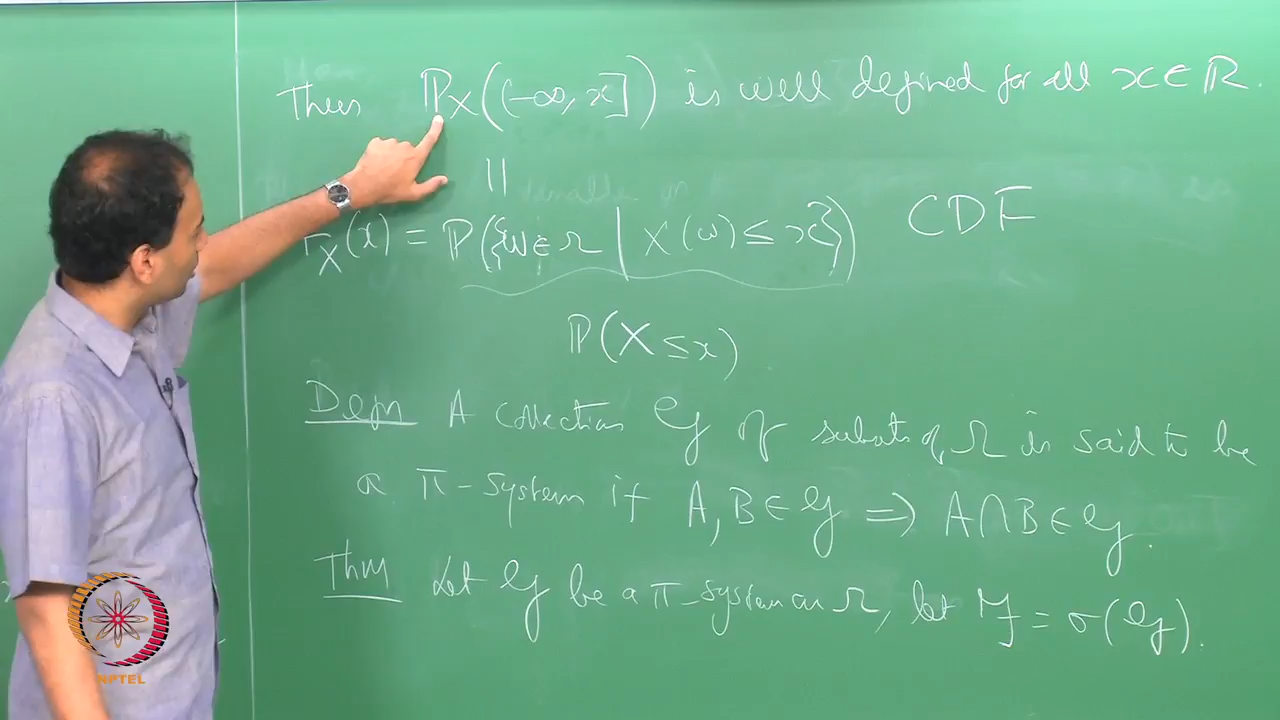 Thus ℙ_X((-∞, x]) is well defined for all x ∈ ℝ.
||
F_X(x) = ℙ({ω ∈ Ω | X(ω) ≤ x}) CDF
ℙ(X ≤ x)
Defn A collection 𝒢 of subsets of Ω is said to be
a π-system if A, B ∈ 𝒢 ⇒ A∩B ∈ 𝒢.
Thm Let 𝒢 be a π-system on Ω, let ℱ = σ(𝒢).
NPTEL